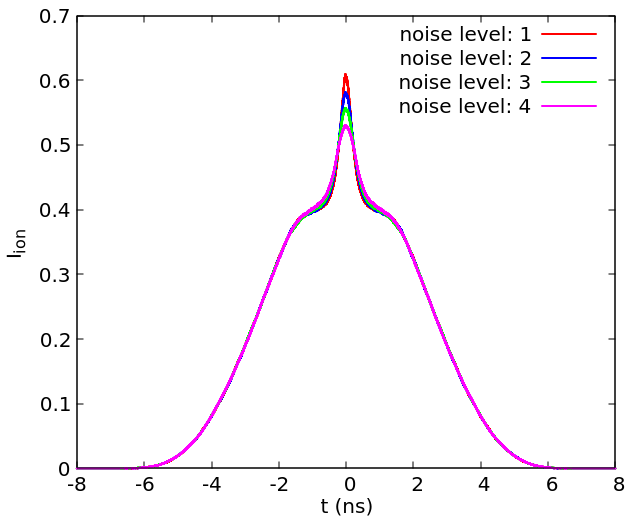 0.7
0.6
0.5
0.4
0.3
0.2
0.1
0
I_ion
noise level: 1
noise level: 2
noise level: 3
noise level: 4
-8 -6 -4 -2 0 2 4 6 8
t (ns)